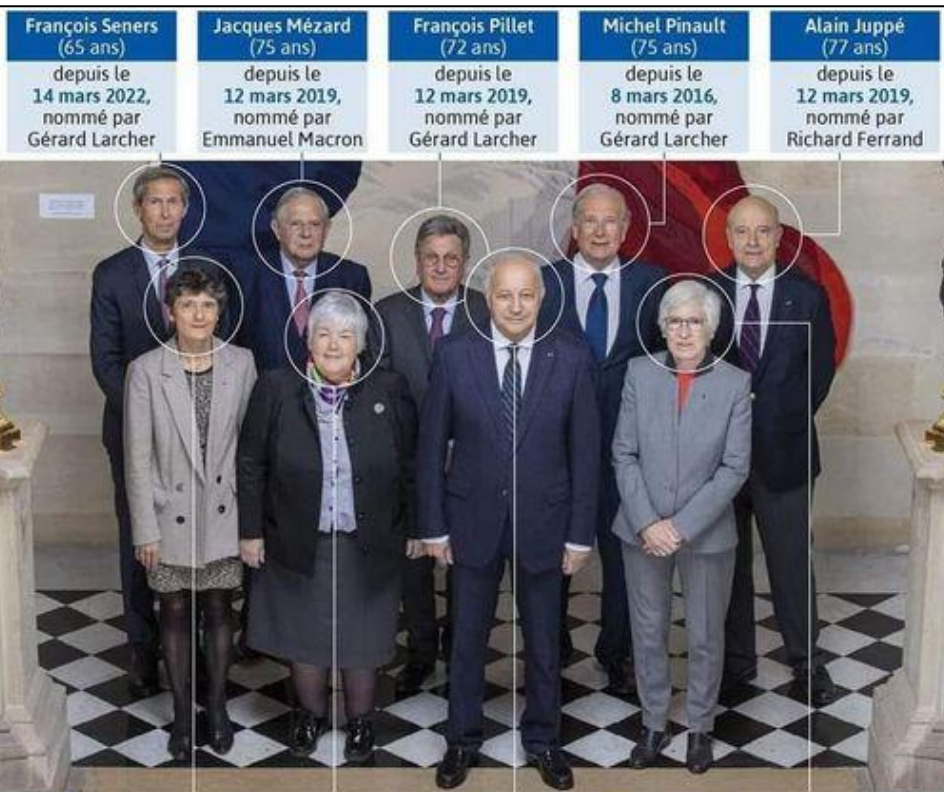 François Seners
(65 ans)
depuis le
14 mars 2022,
nommé par
Gérard Larcher
Jacques Mézard
(75 ans)
depuis le
12 mars 2019,
nommé par
Emmanuel Macron
François Pillet
(72 ans)
depuis le
12 mars 2019,
nommé par
Gérard Larcher
Michel Pinault
(75 ans)
depuis le
8 mars 2016,
nommé par
Gérard Larcher
Alain Juppé
(77 ans)
depuis le
12 mars 2019,
nommé par
Richard Ferrand